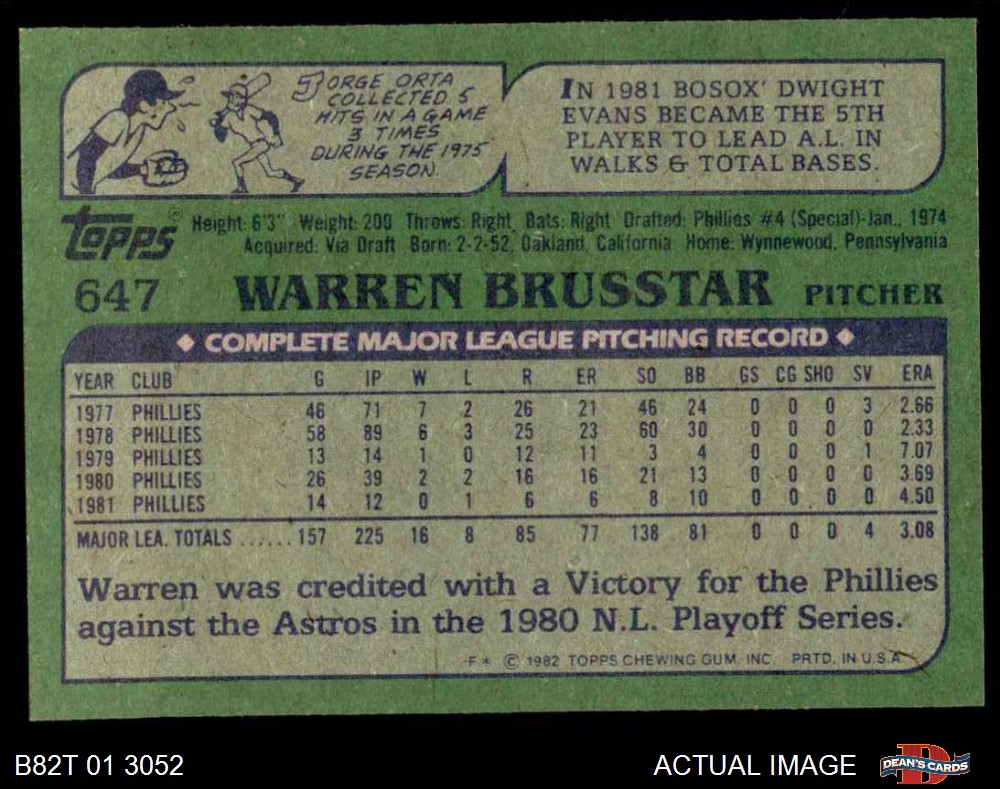 JORGE ORTA
COLLECTED 5
HITS IN A GAME
3 TIMES
DURING THE 1975
SEASON.
IN 1981 BOSOX' DWIGHT
EVANS BECAME THE 5TH
PLAYER TO LEAD A.L. IN
WALKS & TOTAL BASES.
topps®
Height: 6'3" Weight: 200 Throws: Right Bats: Right Drafted: Phillies #4 (Special)-Jan., 1974
Acquired: Via Draft Born: 2-2-52, Oakland, California Home: Wynnewood, Pennsylvania
647 WARREN BRUSSTAR PITCHER
◆ COMPLETE MAJOR LEAGUE PITCHING RECORD ◆
YEAR CLUB G IP W L R ER SO BB GS CG SHO SV ERA
1977 PHILLIES 46 71 7 2 26 21 46 24 0 0 0 3 2.66
1978 PHILLIES 58 89 6 3 25 23 60 30 0 0 0 0 2.33
1979 PHILLIES 13 14 1 0 12 11 3 4 0 0 0 1 7.07
1980 PHILLIES 26 39 2 2 16 16 21 13 0 0 0 0 3.69
1981 PHILLIES 14 12 0 1 6 6 8 10 0 0 0 0 4.50
MAJOR LEA. TOTALS ...... 157 225 16 8 85 77 138 81 0 0 0 4 3.08
Warren was credited with a Victory for the Phillies
against the Astros in the 1980 N.L. Playoff Series.
F* © 1982 TOPPS CHEWING GUM, INC. PRTD. IN U.S.A.
B82T 01 3052 ACTUAL IMAGE DEAN'S CARDS